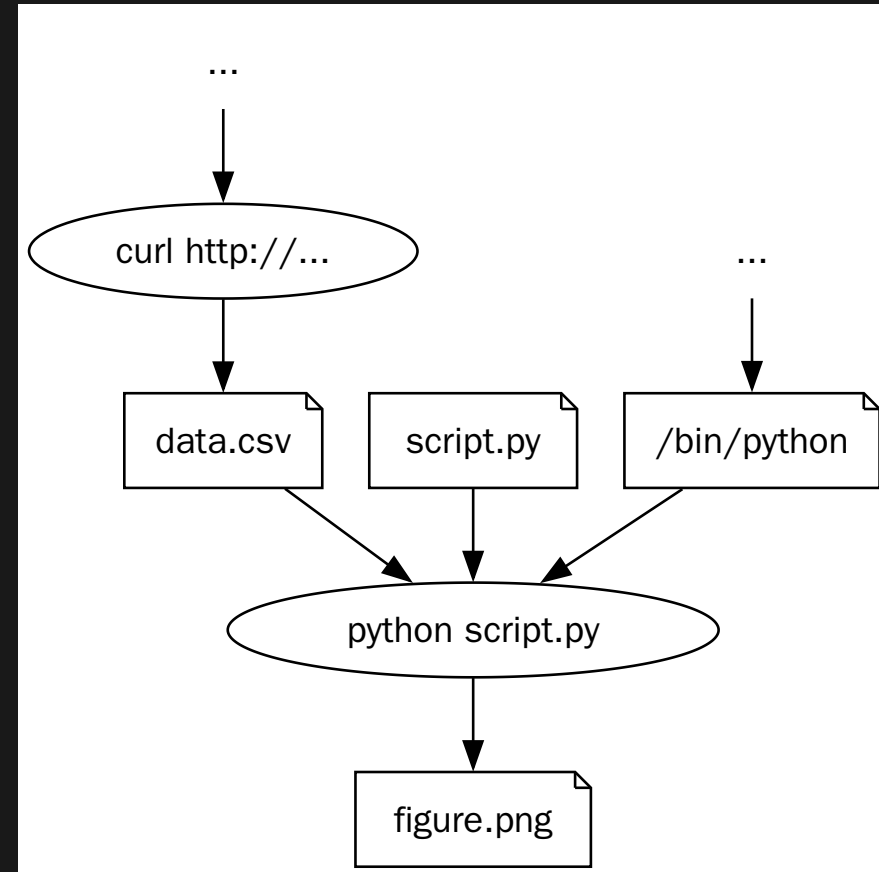 ...
curl http://...
...
data.csv
script.py
/bin/python
python script.py
figure.png